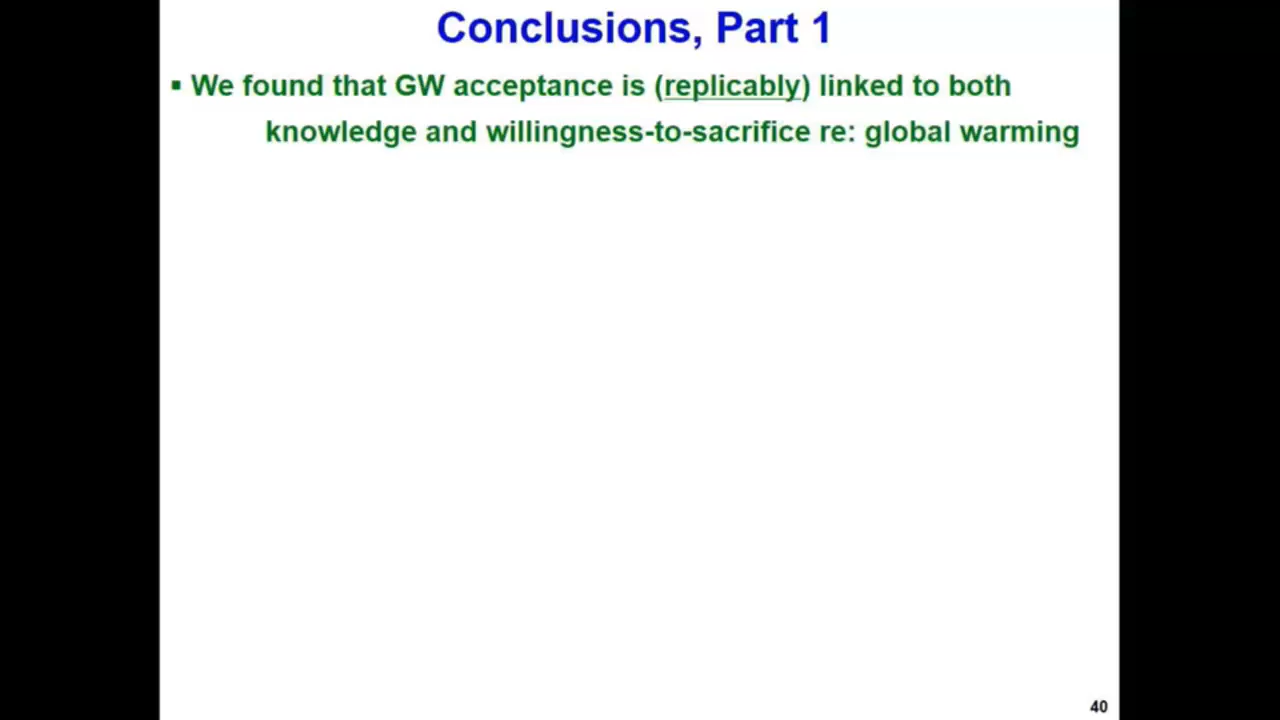 Conclusions, Part 1
▪ We found that GW acceptance is (replicably) linked to both
knowledge and willingness-to-sacrifice re: global warming
40